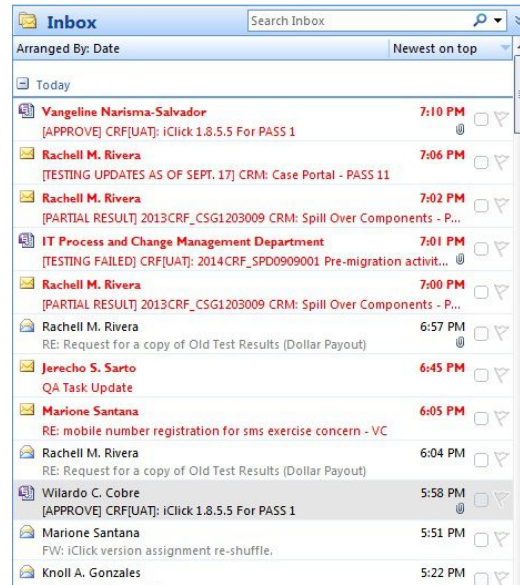 Inbox
Search Inbox
Arranged By: Date
Newest on top
Today
Vangeline Narisma-Salvador 7:10 PM
[APPROVE] CRF[UAT]: iClick 1.8.5.5 For PASS 1
Rachell M. Rivera 7:06 PM
[TESTING UPDATES AS OF SEPT. 17] CRM: Case Portal - PASS 11
Rachell M. Rivera 7:02 PM
[PARTIAL RESULT] 2013CRF_CSG1203009 CRM: Spill Over Components - P...
IT Process and Change Management Department 7:01 PM
[TESTING FAILED] CRF[UAT]: 2014CRF_SPD0909001 Pre-migration activit...
Rachell M. Rivera 7:00 PM
[PARTIAL RESULT] 2013CRF_CSG1203009 CRM: Spill Over Components - P...
Rachell M. Rivera 6:57 PM
RE: Request for a copy of Old Test Results (Dollar Payout)
Jerecho S. Sarto 6:45 PM
QA Task Update
Marione Santana 6:05 PM
RE: mobile number registration for sms exercise concern - VC
Rachell M. Rivera 6:04 PM
RE: Request for a copy of Old Test Results (Dollar Payout)
Wilardo C. Cobre 5:58 PM
[APPROVE] CRF[UAT]: iClick 1.8.5.5 For PASS 1
Marione Santana 5:51 PM
FW: iClick version assignment re-shuffle.
Knoll A. Gonzales 5:22 PM